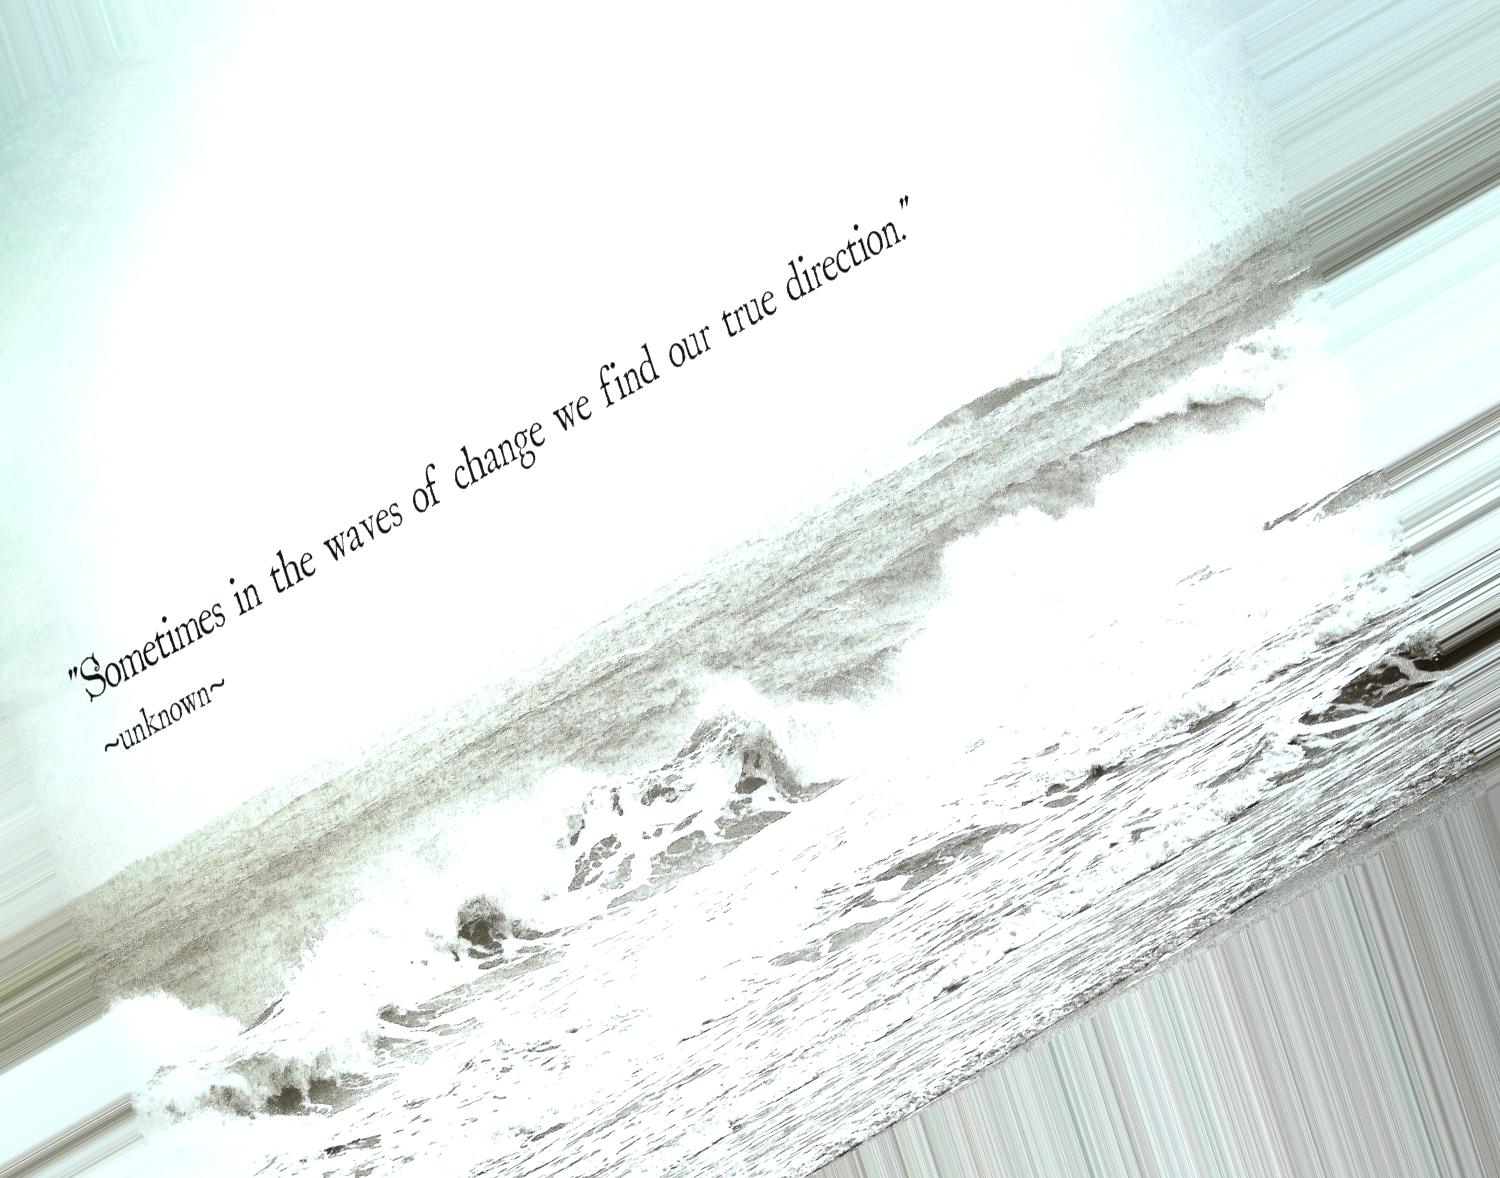 "Sometimes in the waves of change we find our true direction."
~unknown~